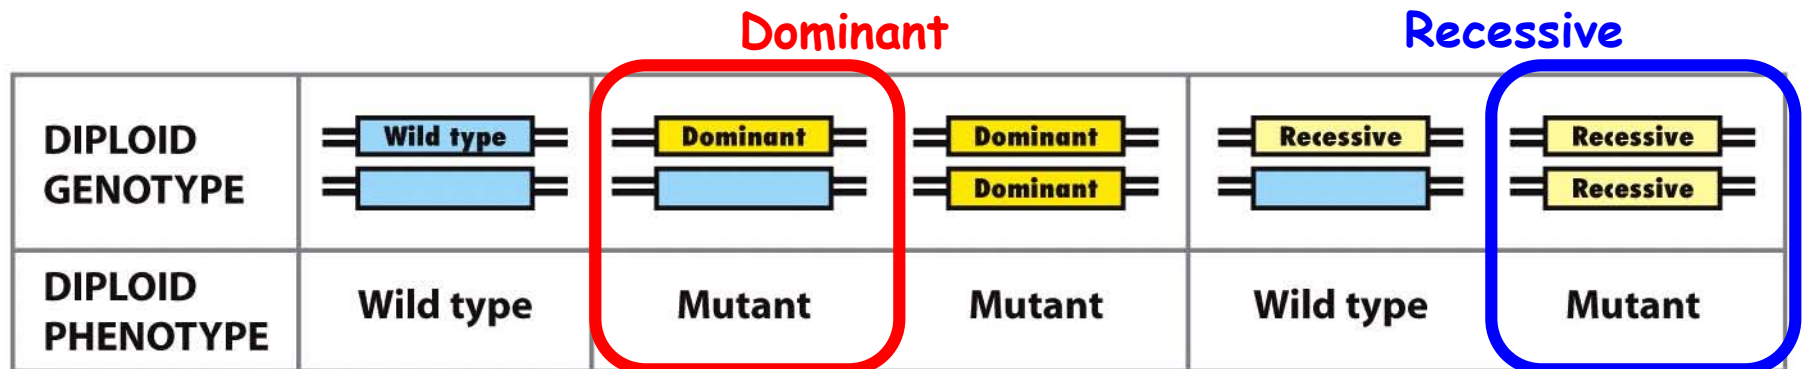 Dominant Recessive
DIPLOID GENOTYPE
Wild type Dominant Dominant Recessive Recessive
Dominant Recessive
DIPLOID PHENOTYPE
Wild type Mutant Mutant Wild type Mutant